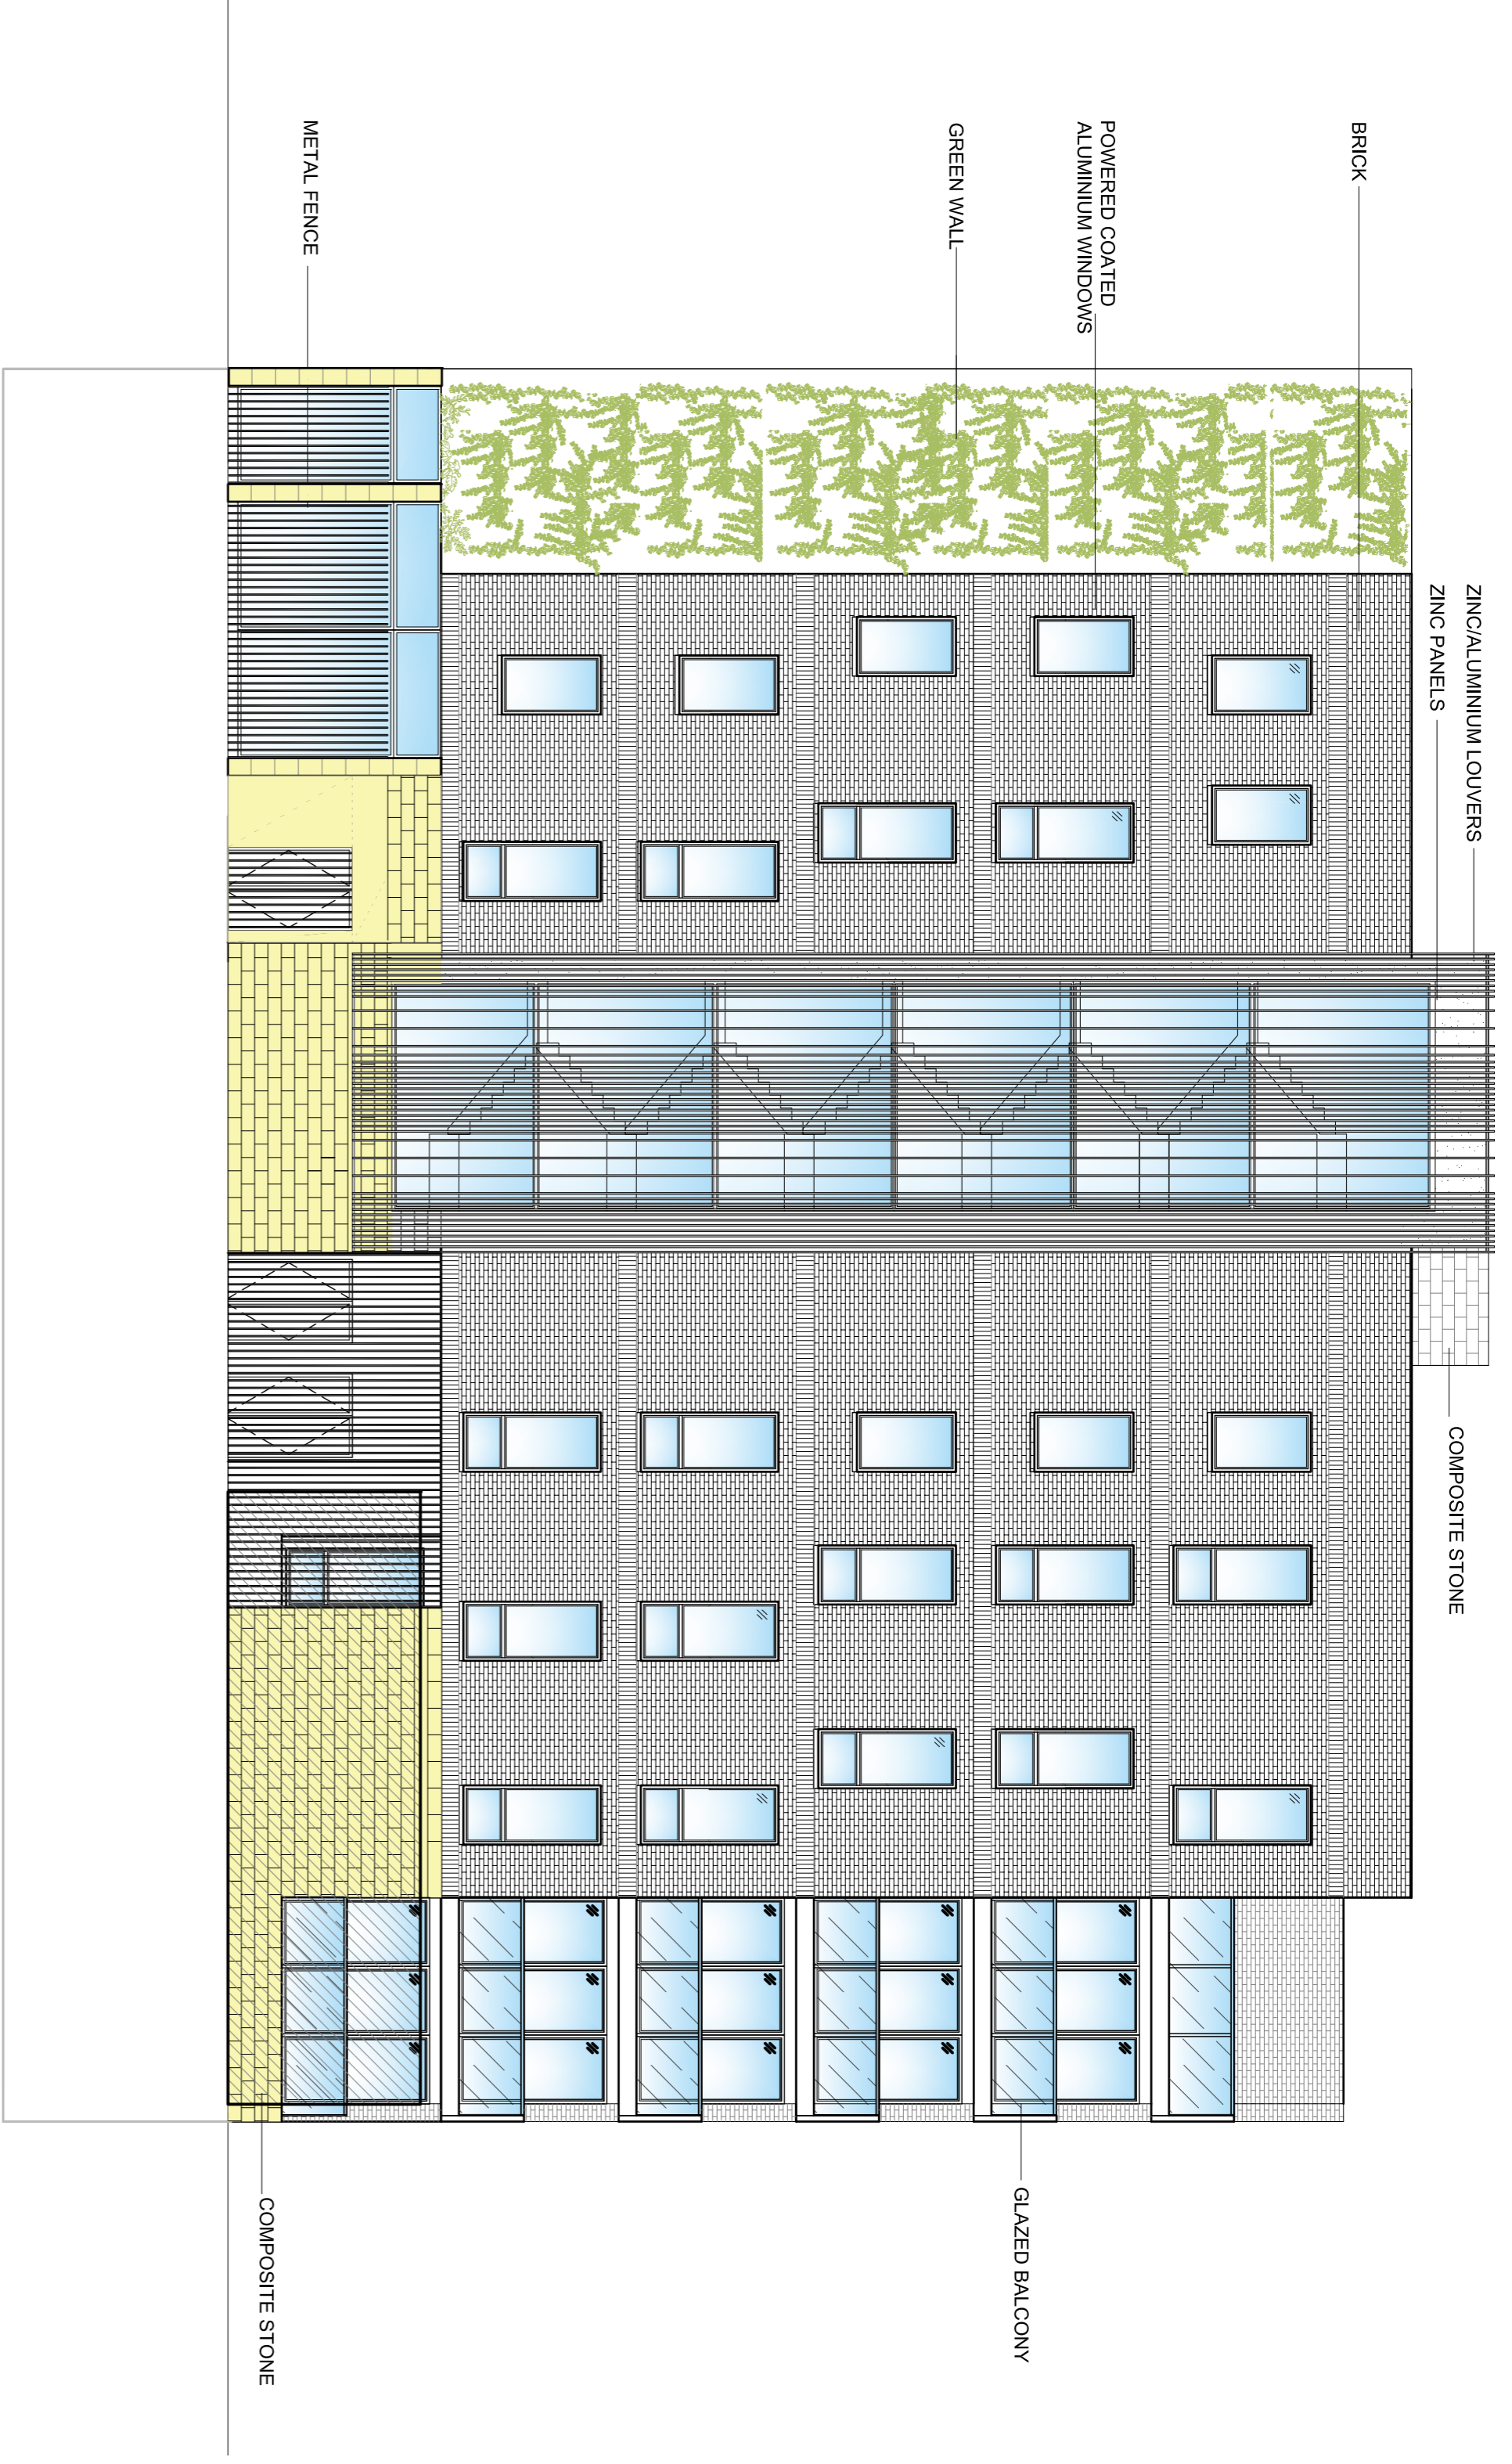 ZINC/ALUMINIUM LOUVERS
ZINC PANELS
COMPOSITE STONE
BRICK
POWERED COATED
ALUMINIUM WINDOWS
GREEN WALL
GLAZED BALCONY
METAL FENCE
COMPOSITE STONE